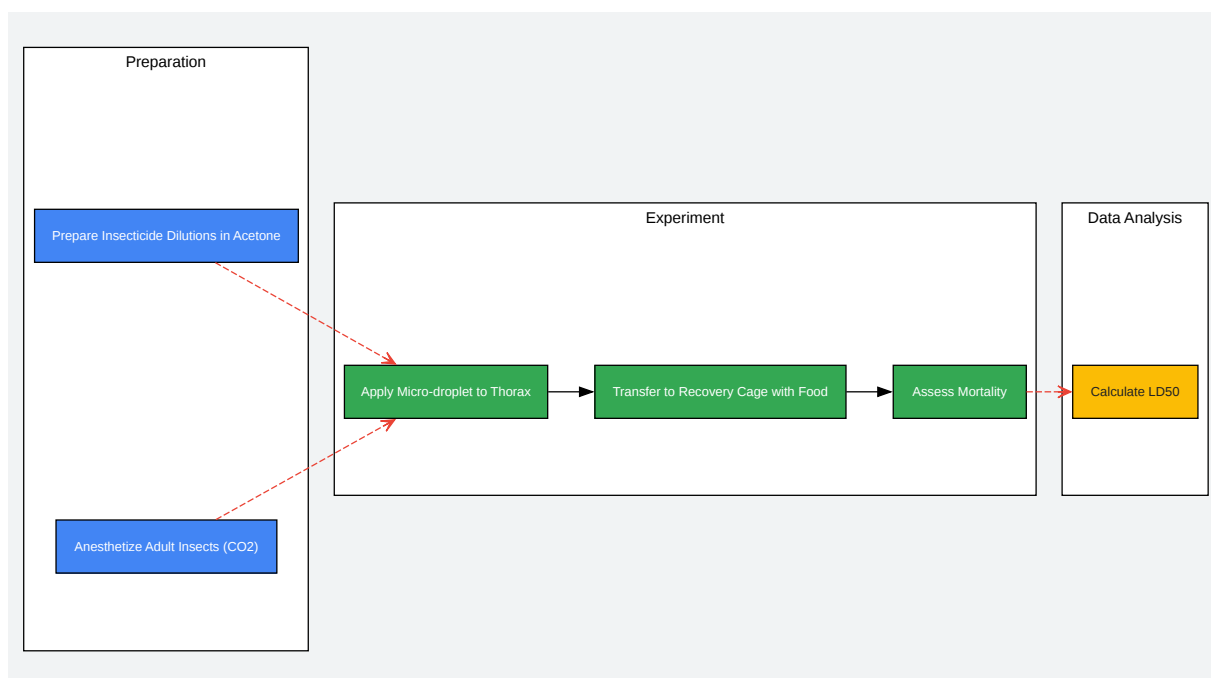 Preparation
Prepare Insecticide Dilutions in Acetone
Anesthetize Adult Insects (CO2)
Experiment
Apply Micro-droplet to Thorax
Transfer to Recovery Cage with Food
Assess Mortality
Data Analysis
Calculate LD50